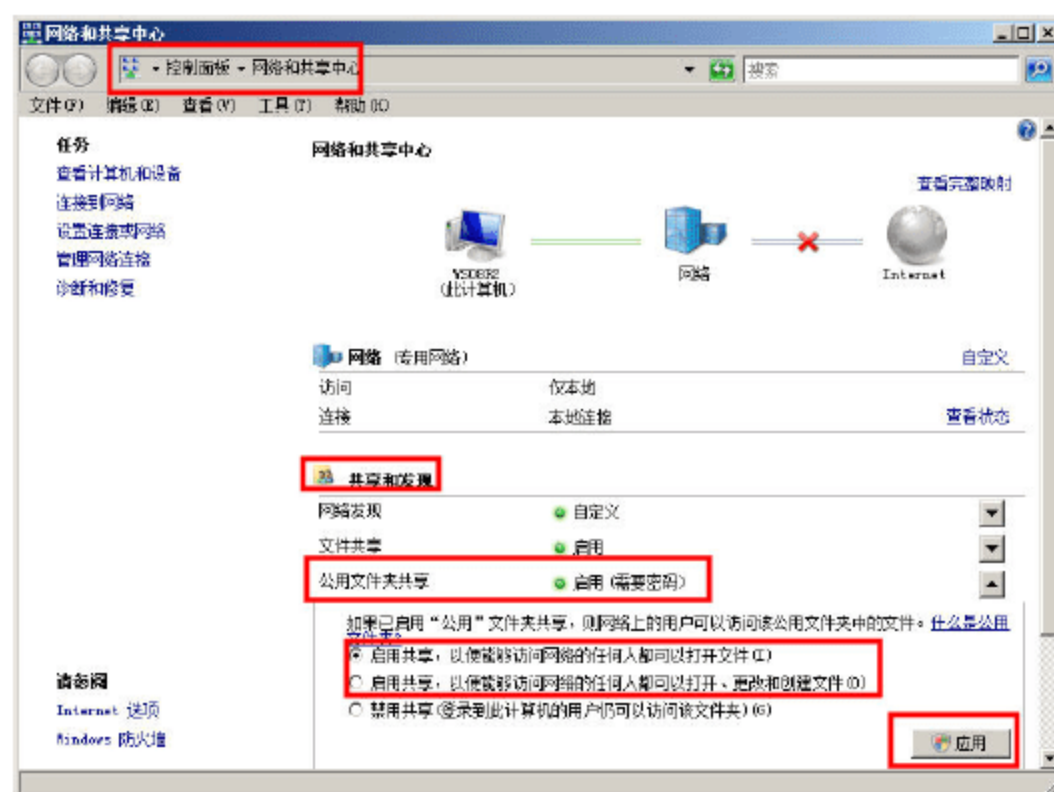 网络和共享中心
控制面板 网络和共享中心
搜索
文件(F) 编辑(E) 查看(V) 工具(T) 帮助(H)
任务
查看计算机和设备
连接到网络
设置连接或网络
管理网络连接
诊断和修复
网络和共享中心
查看完整映射
(此计算机)
网络
Internet
网络 (专用网络)
自定义
访问 仅本地
连接 本地连接 查看状态
共享和发现
网络发现 自定义
文件共享 启用
公用文件夹共享 启用 (需要密码)
如果已启用“公用”文件夹共享，则网络上的用户可以访问该公用文件夹中的文件。什么是公用
文件夹?
启用共享，以便能够访问网络的任何人都可以打开文件(I)
启用共享，以便能够访问网络的任何人都可以打开、更改和创建文件(O)
禁用共享(登录到此计算机的用户仍可以访问该文件夹)(G)
应用
请参阅
Internet 选项
Windows 防火墙